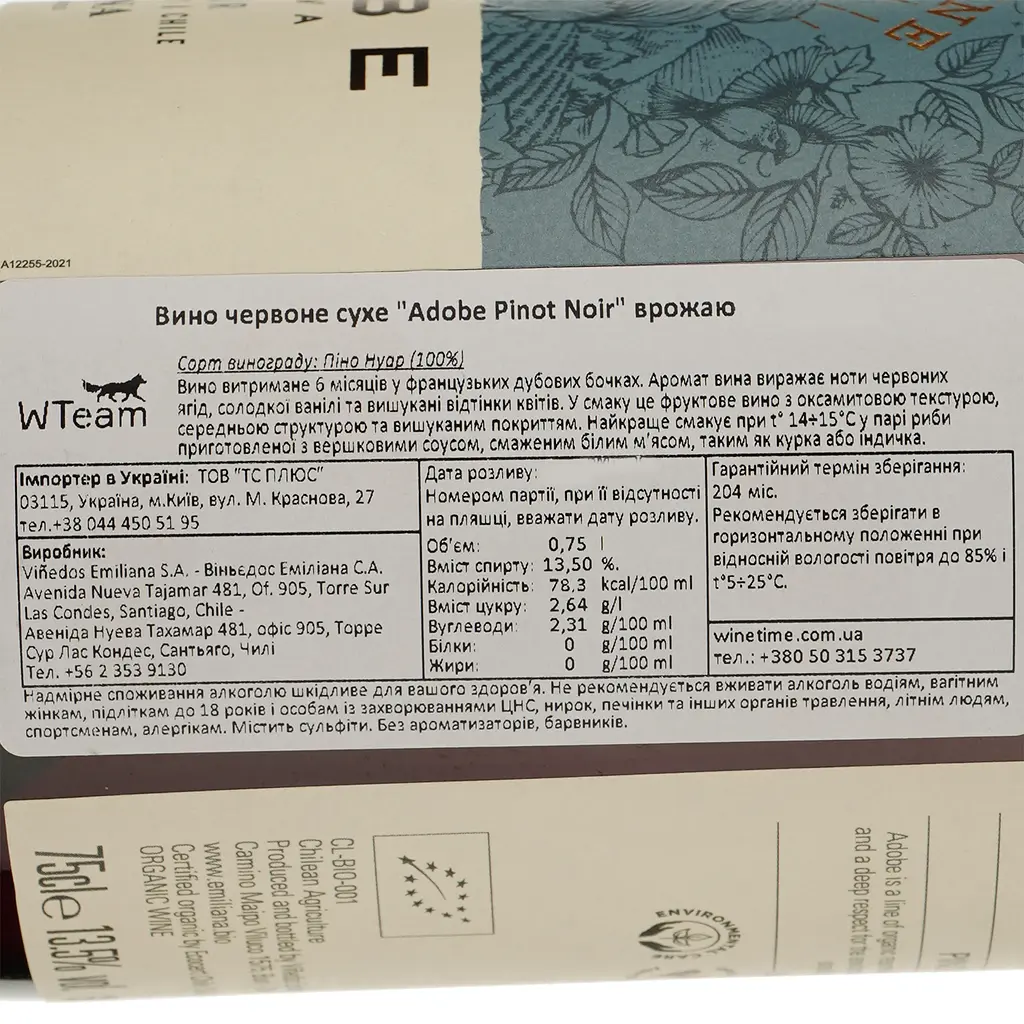 E
CHILE
A12255-2021
Вино червоне сухе "Adobe Pinot Noir" врожаю
WTeam
Сорт винограду: Піно Нуар (100%)
Вино витримане 6 місяців у французьких дубових бочках. Аромат вина виражає ноти червоних
ягід, солодкої ванілі та вишукані відтінки квітів. У смаку це фруктове вино з оксамитовою текстурою,
середньою структурою та вишуканим покриттям. Найкраще смакує при t° 14÷15°С у парі риби
приготовленої з вершковими соусом, смаженим білим м'ясом, таким як курка або індичка.
Імпортер в Україні: ТОВ "ТС ПЛЮС"
03115, Україна, м.Київ, вул. М. Краснова, 27
тел.+38 044 450 51 95
Виробник:
Viñedos Emiliana S.A. - Віньєдос Еміліана С.А.
Avenida Nueva Tajamar 481, Of. 905, Torre Sur
Las Condes, Santiago, Chile -
Авеніда Нуева Тахамар 481, офіс 905, Торре
Сур Лас Кондес, Сантьяго, Чилі
Тел. +56 2 353 9130
Дата розливу:
Номером партії, при її відсутності
на пляшці, вважати дату розливу.
Об'єм: 0,75 l
Вміст спирту: 13,50 %.
Калорійність: 78,3 kcal/100 ml
Вміст цукру: 2,64 g/l
Вуглеводи: 2,31 g/100 ml
Білки: 0 g/100 ml
Жири: 0 g/100 ml
Гарантійний термін зберігання:
204 міс.
Рекомендується зберігати в
горизонтальному положенні при
відносній вологості повітря до 85% і
t°5÷25°С.
winetime.com.ua
тел.: +380 50 315 3737
Надмірне споживання алкоголю шкідливе для вашого здоров'я. Не рекомендується вживати алкоголь водіям, вагітним
жінкам, підліткам до 18 років і особам із захворюваннями ЦНС, нирок, печінки та інших органів травлення, літнім людям,
спортсменам, алергікам. Містить сульфіти. Без ароматизаторів, барвників.
CL-BIO-001
Chilean Agriculture
Produced and bottled by
Camino Maipo Viluco
www.emiliana.bio
Certified organic by Ecocert
ORGANIC WINE
75cl e 13.5% vol
Adobe is a line of organic
and a deep respect for the
ENVIRONMENT